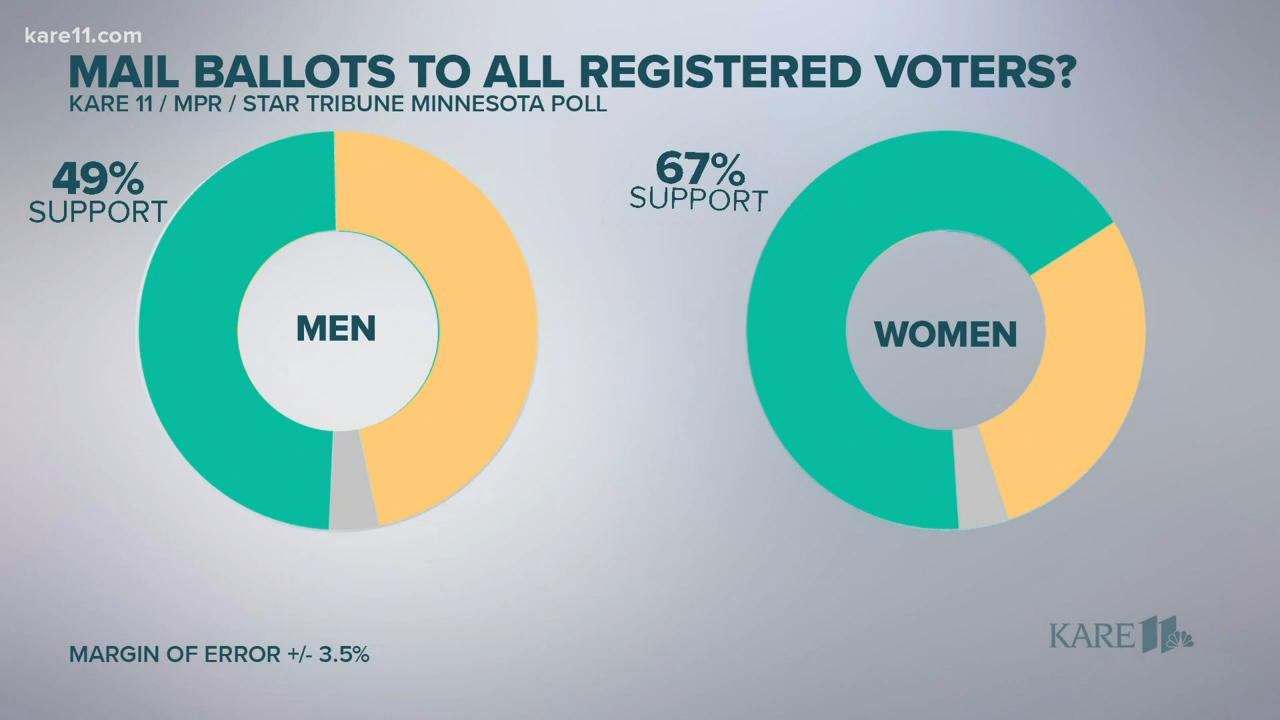 kare11.com
MAIL BALLOTS TO ALL REGISTERED VOTERS?
KARE 11 / MPR / STAR TRIBUNE MINNESOTA POLL
49%
SUPPORT
MEN
67%
SUPPORT
WOMEN
MARGIN OF ERROR +/- 3.5%
KARE 11